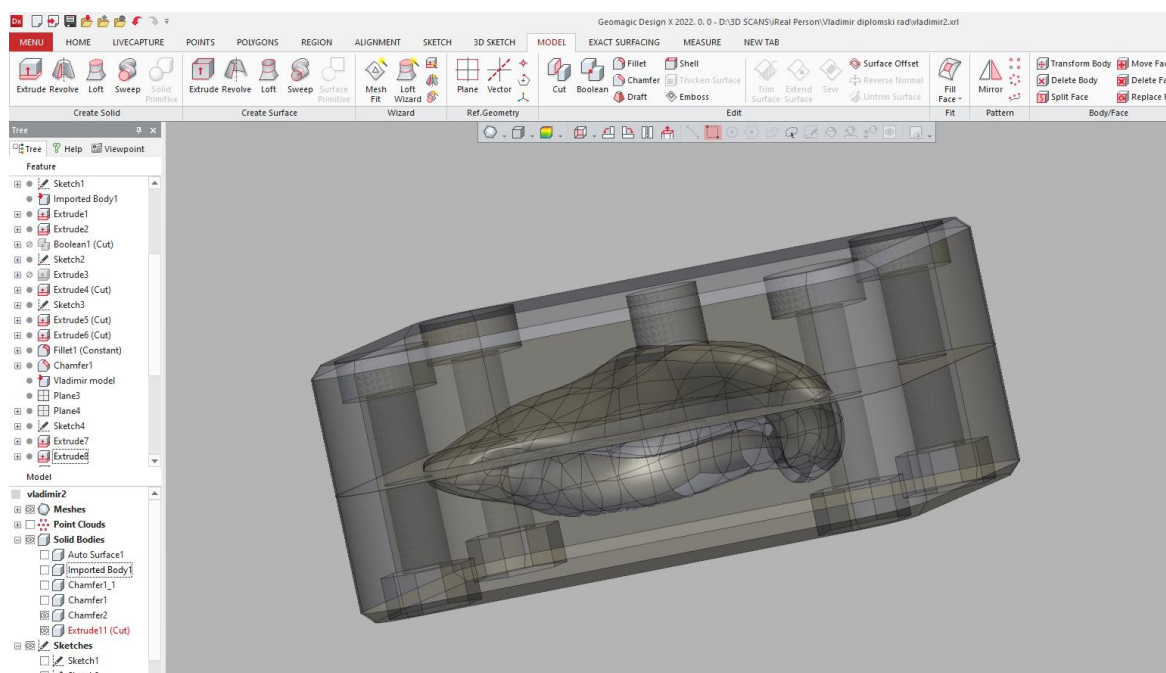 Dx Geomagic Design X 2022. 0. 0 - D:\3D SCANS\iReal Person\Vladimir diplomski rad\vladimir2.xrl
MENU HOME LIVECAPTURE POINTS POLYGONS REGION ALIGNMENT SKETCH 3D SKETCH MODEL EXACT SURFACING MEASURE NEW TAB
Fillet Shell Surface Offset Transform Body Move Fac
Chamfer Thicken Surface Reverse Normal Delete Body Delete Fa
Draft Emboss Untrim Surface Split Face Replace F
Extrude Revolve Loft Sweep Solid Primitive Extrude Revolve Loft Sweep Surface Primitive Mesh Fit Loft Wizard Plane Vector Cut Boolean Trim Surface Extend Surface Sew Fill Face Mirror
Create Solid Create Surface Wizard Ref.Geometry Edit Fit Pattern Body/Face
Tree
Tree Help Viewpoint
Feature
Sketch1
Imported Body1
Extrude1
Extrude2
Boolean1 (Cut)
Sketch2
Extrude3
Extrude4 (Cut)
Sketch3
Extrude5 (Cut)
Extrude6 (Cut)
Fillet1 (Constant)
Chamfer1
Vladimir model
Plane3
Plane4
Sketch4
Extrude7
Extrude8
Model
vladimir2
Meshes
Point Clouds
Solid Bodies
Auto Surface1
Imported Body1
Chamfer1_1
Chamfer1
Chamfer2
Extrude11 (Cut)
Sketches
Sketch1